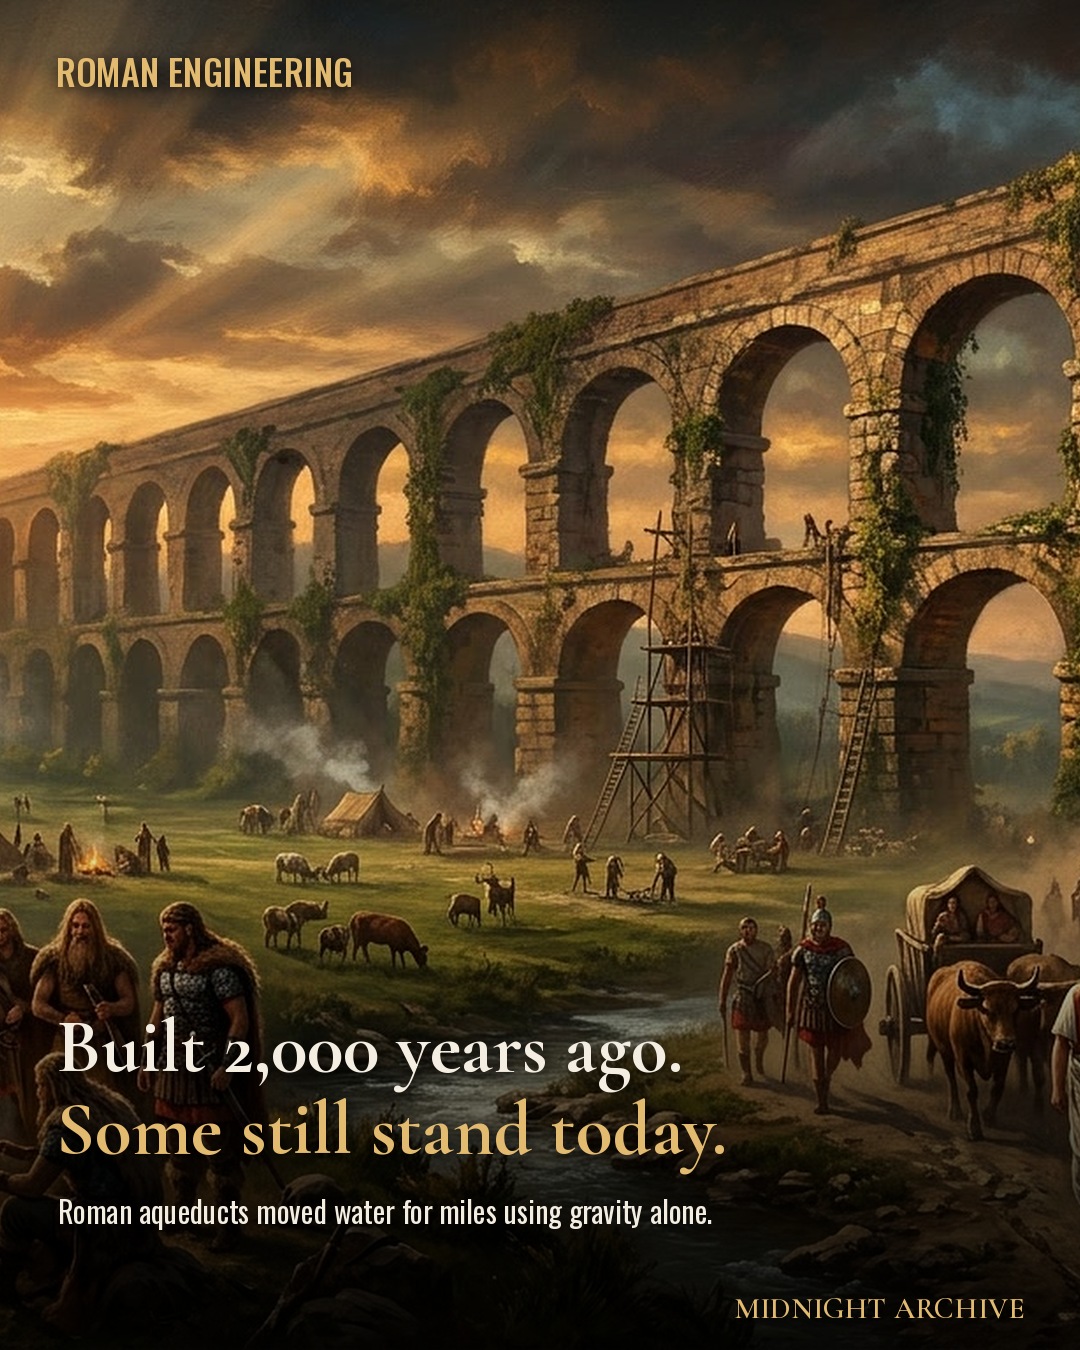 ROMAN ENGINEERING
Built 2,000 years ago.
Some still stand today.
Roman aqueducts moved water for miles using gravity alone.
MIDNIGHT ARCHIVE